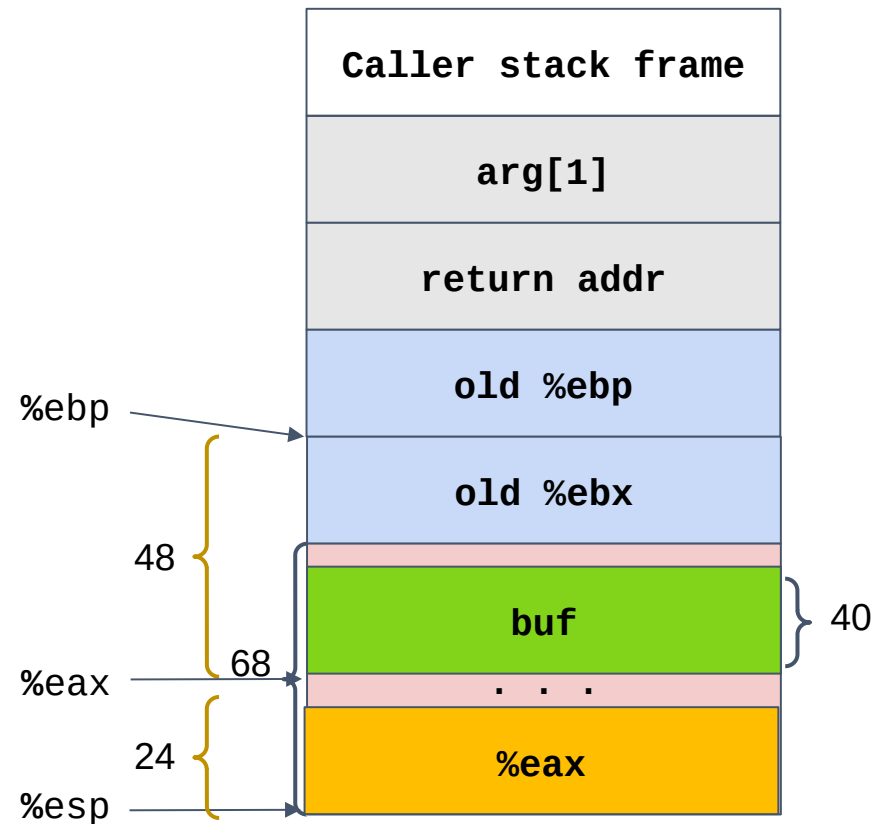 Caller stack frame
arg[1]
return addr
old %ebp
%ebp
old %ebx
48
buf
40
68
%eax
. . .
24
%eax
%esp